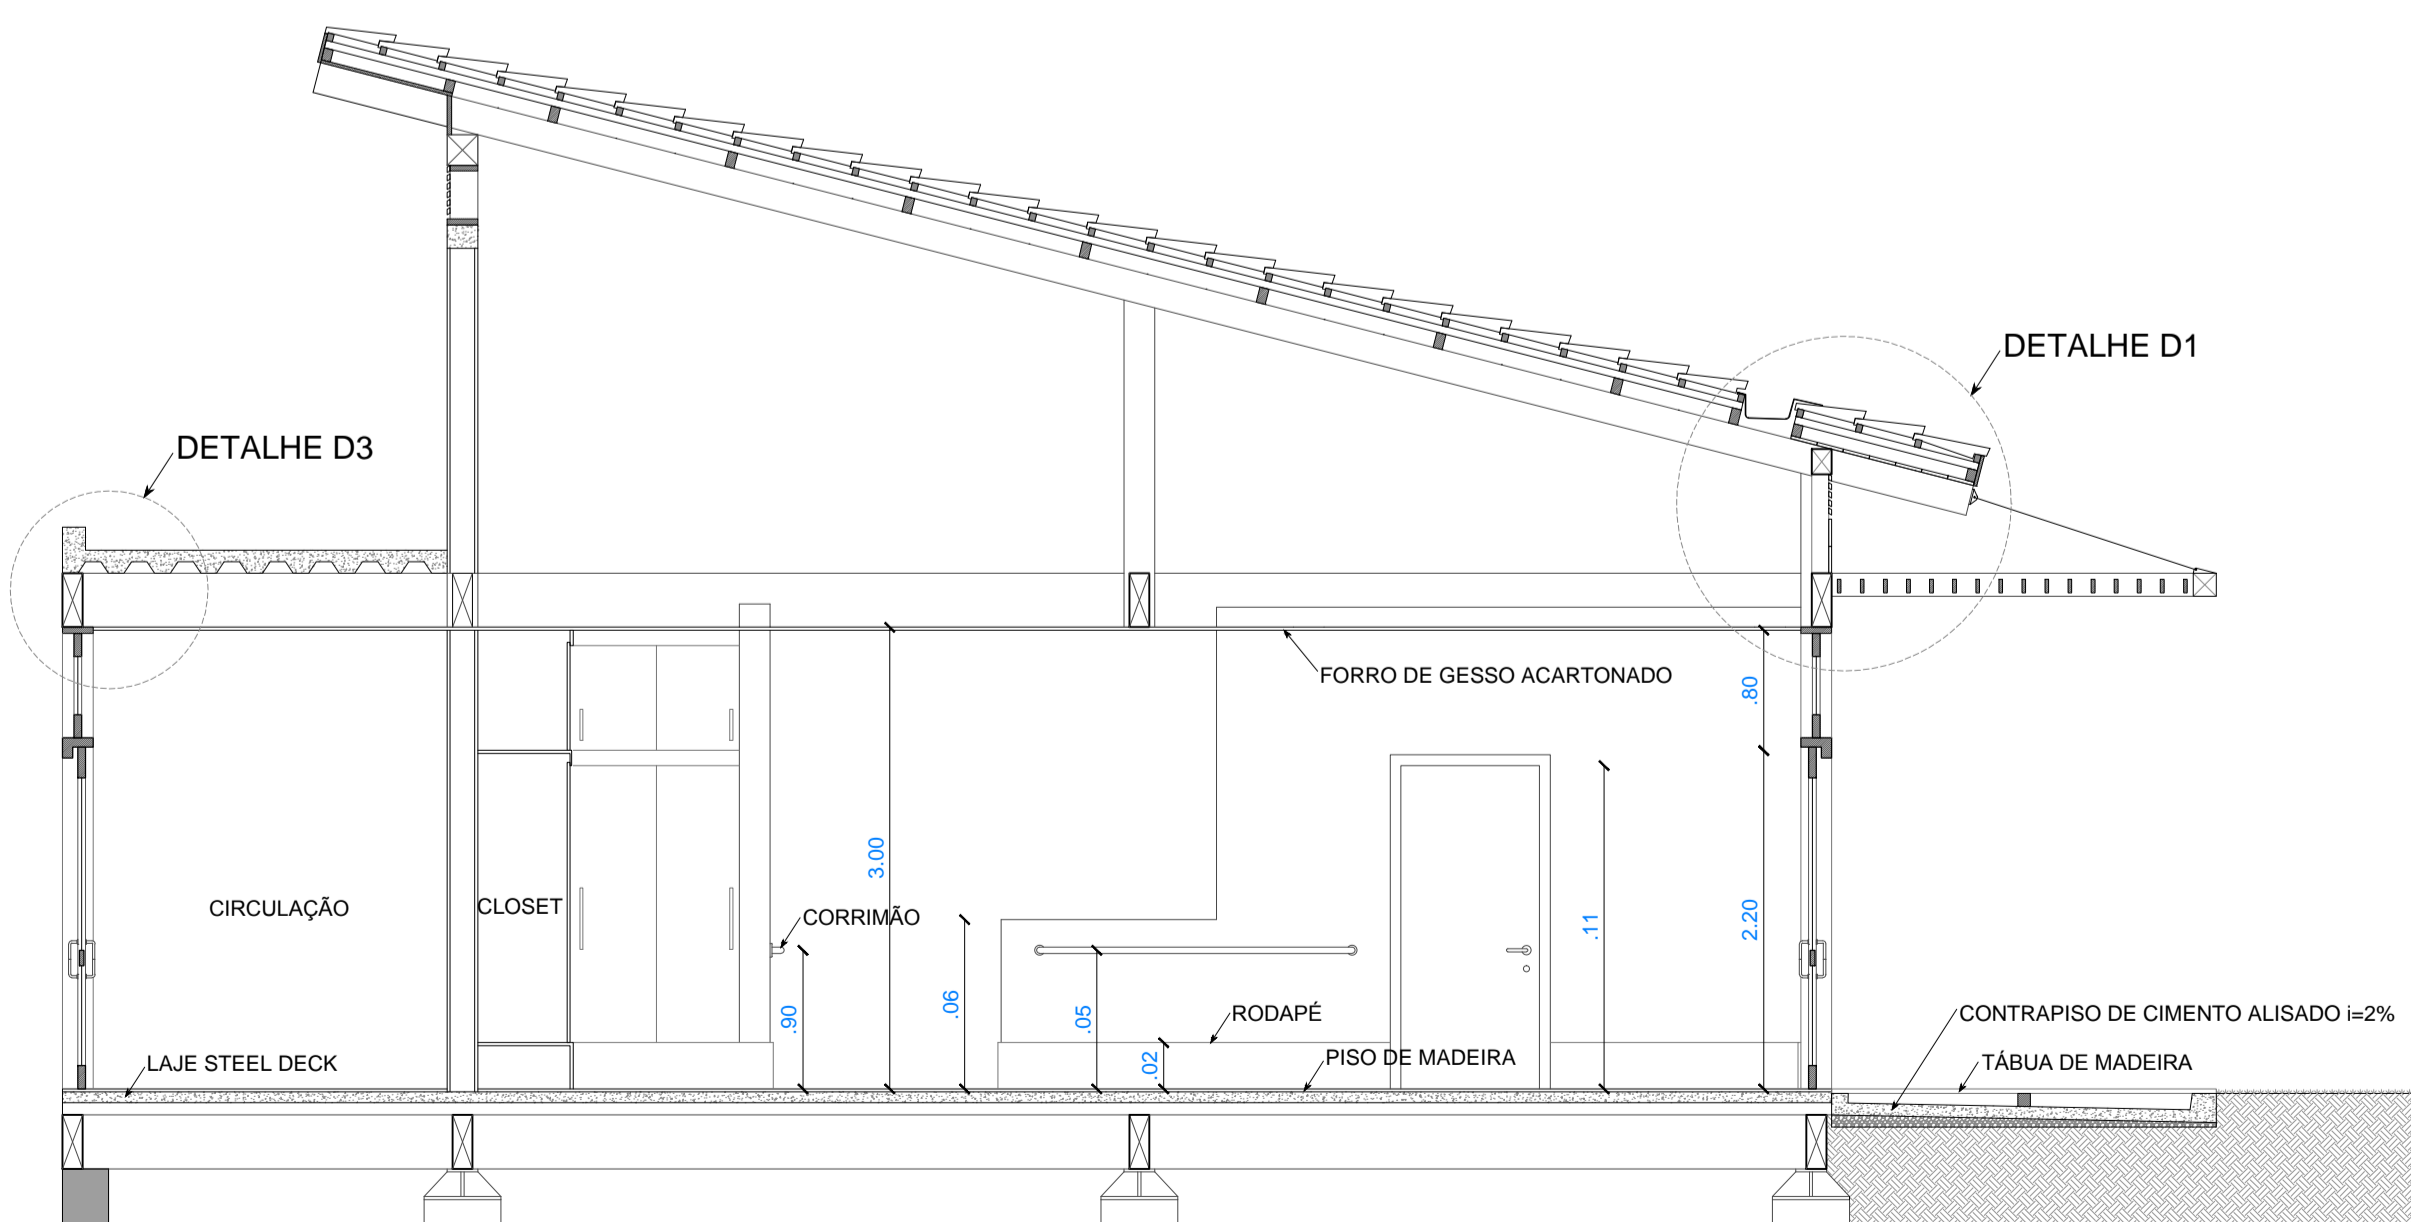 DETALHE D1
DETALHE D3
FORRO DE GESSO ACARTONADO
.80
3.00
CIRCULAÇÃO
CLOSET
CORRIMÃO
.11
2.20
.90
.06
.05
RODAPÉ
CONTRAPISO DE CIMENTO ALISADO i=2%
LAJE STEEL DECK
.02
PISO DE MADEIRA
TÁBUA DE MADEIRA